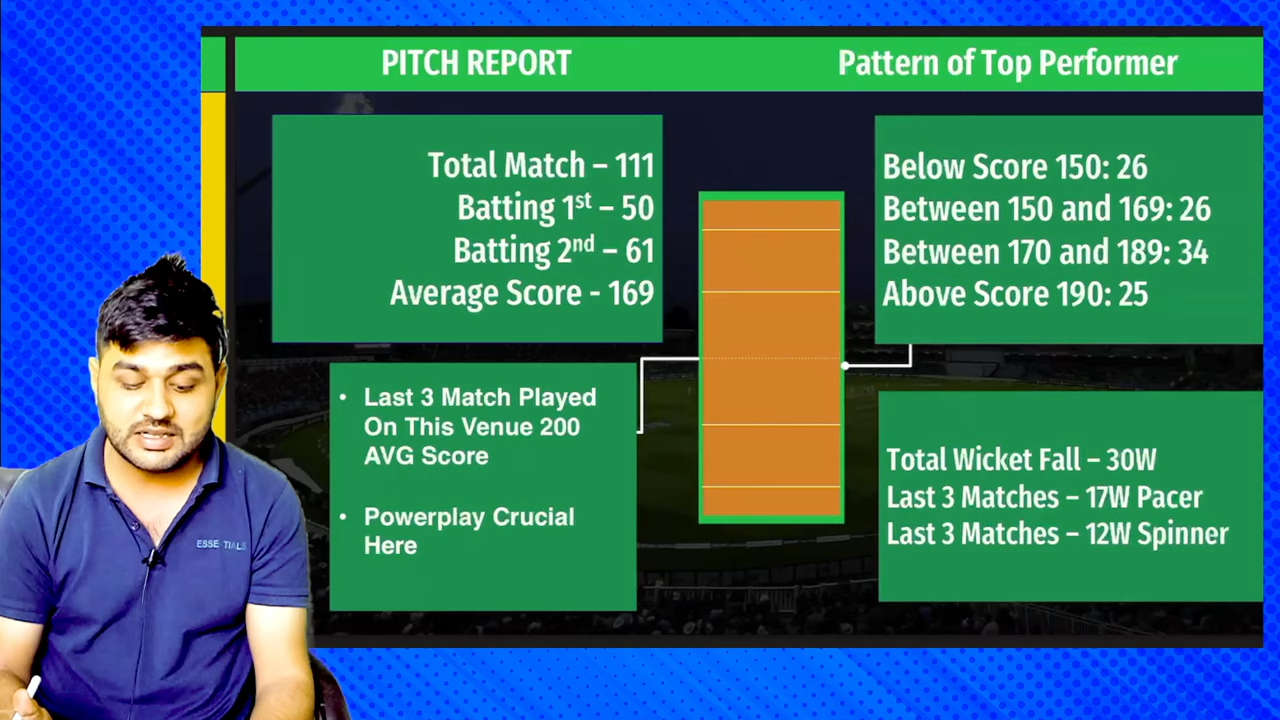 PITCH REPORT
Pattern of Top Performer
Total Match – 111
Batting 1st – 50
Batting 2nd – 61
Average Score - 169
Below Score 150: 26
Between 150 and 169: 26
Between 170 and 189: 34
Above Score 190: 25
• Last 3 Match Played
On This Venue 200
AVG Score
• Powerplay Crucial
Here
Total Wicket Fall – 30W
Last 3 Matches – 17W Pacer
Last 3 Matches – 12W Spinner
ESSE TIALS